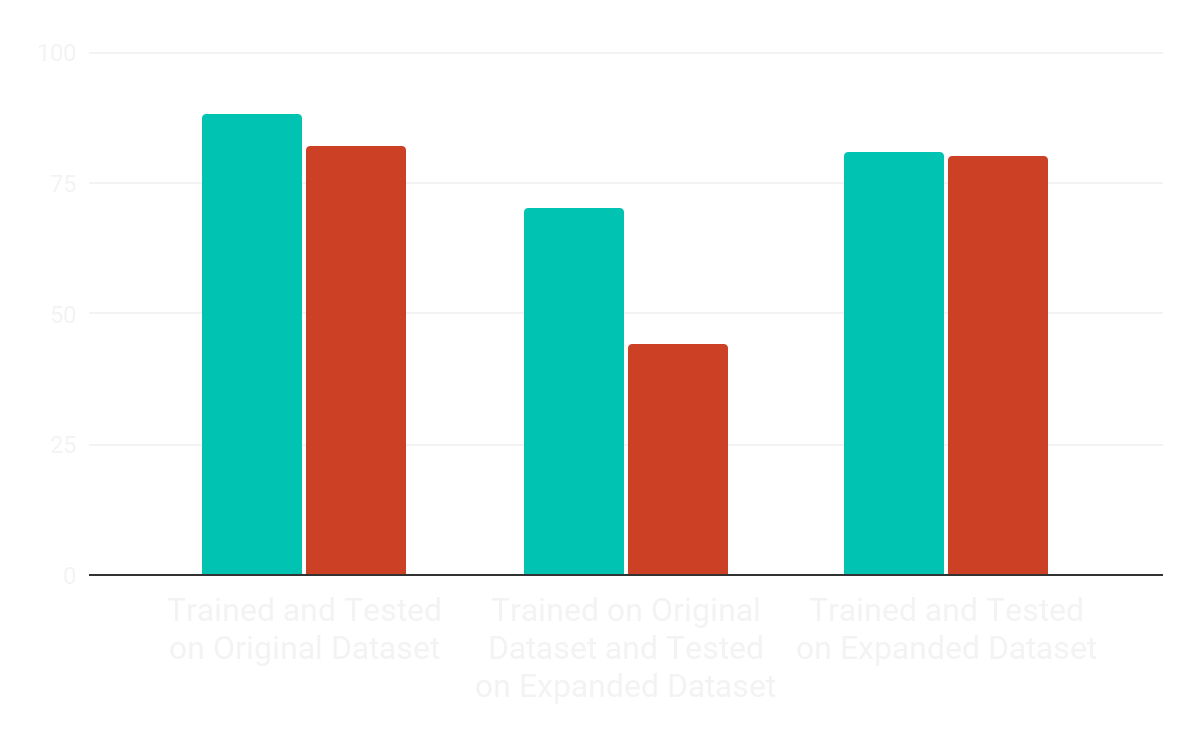 100
75
50
25
0
Trained and Tested
on Original Dataset
Trained on Original
Dataset and Tested
on Expanded Dataset
Trained and Tested
on Expanded Dataset